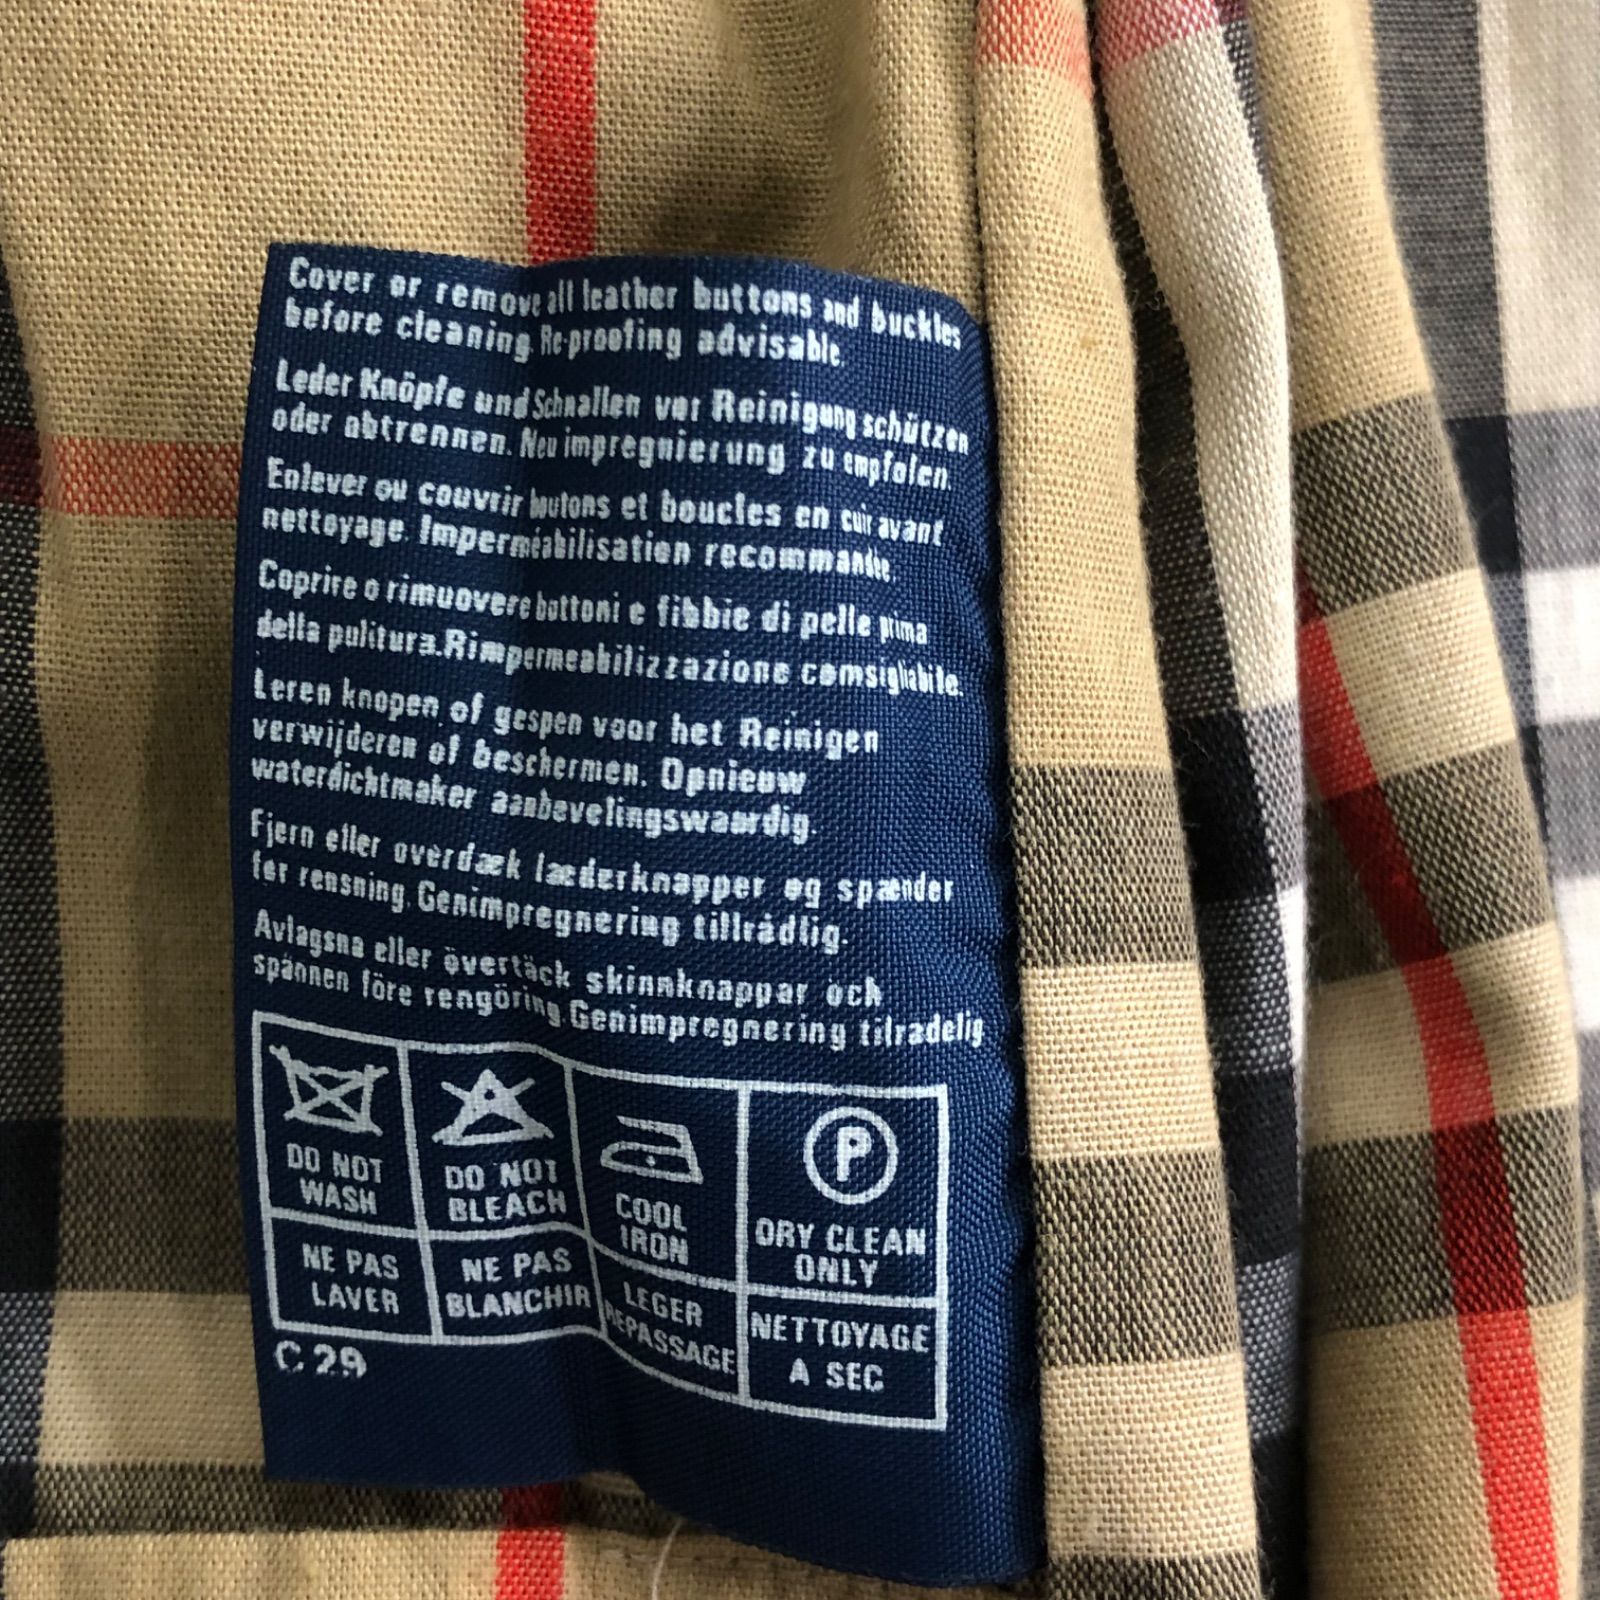 Cover or remove all leather buttons and buckles
before cleaning. Re-proofing advisable.
Leder Knöpfe und Schnallen vor Reinigung schützen
oder abtrennen. Neu impregnierung zu empfolen.
Enlever ou couvrir boutons et boucles en cuir avant
nettoyage. Imperméabilisation recommandée.
Coprire o rimuovere bottoni e fibbie di pelle prima
della pulitura. Rimpermeabilizzazione comsigliabile.
Leren knopen of gespen voor het Reinigen
verwijderen of beschermen. Opnieuw
waterdichtmaker aanbevelingswaardig.
Fjern eller overdæk læderknapper og spænder
før rensning. Genimpregnering tillrådlig.
Avlagsna eller övertäck skinnknappar och
spännen före rengöring. Genimpregnering tilradelig
DO NOT
WASH
DO NOT
BLEACH
COOL
IRON
P
DRY CLEAN
ONLY
NE PAS
LAVER
NE PAS
BLANCHIR
LEGER
REPASSAGE
NETTOYAGE
A SEC
C 29